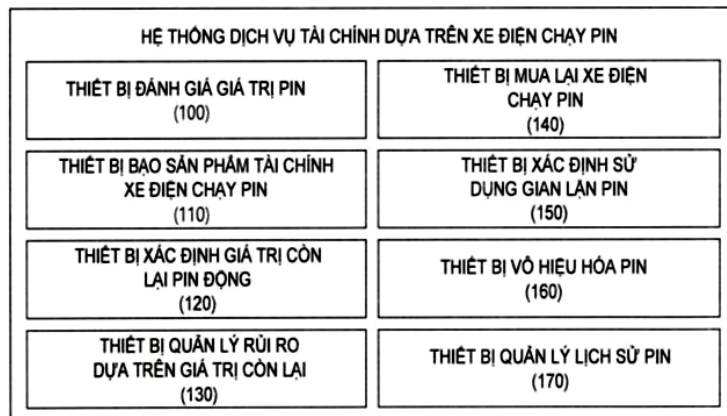 HỆ THỐNG DỊCH VỤ TÀI CHÍNH DỰA TRÊN XE ĐIỆN CHẠY PIN
THIẾT BỊ ĐÁNH GIÁ GIÁ TRỊ PIN
(100)
THIẾT BỊ MUA LẠI XE ĐIỆN
CHẠY PIN
(140)
THIẾT BỊ BẠO SẢN PHẨM TÀI CHÍNH
XE ĐIỆN CHẠY PIN
(110)
THIẾT BỊ XÁC ĐỊNH SỬ
DỤNG GIAN LẬN PIN
(150)
THIẾT BỊ XÁC ĐỊNH GIÁ TRỊ CÒN
LẠI PIN ĐỘNG
(120)
THIẾT BỊ VÔ HIỆU HÓA PIN
(160)
THIẾT BỊ QUẢN LÝ RỦI RO
DỰA TRÊN GIÁ TRỊ CÒN LẠI
(130)
THIẾT BỊ QUẢN LÝ LỊCH SỬ PIN
(170)